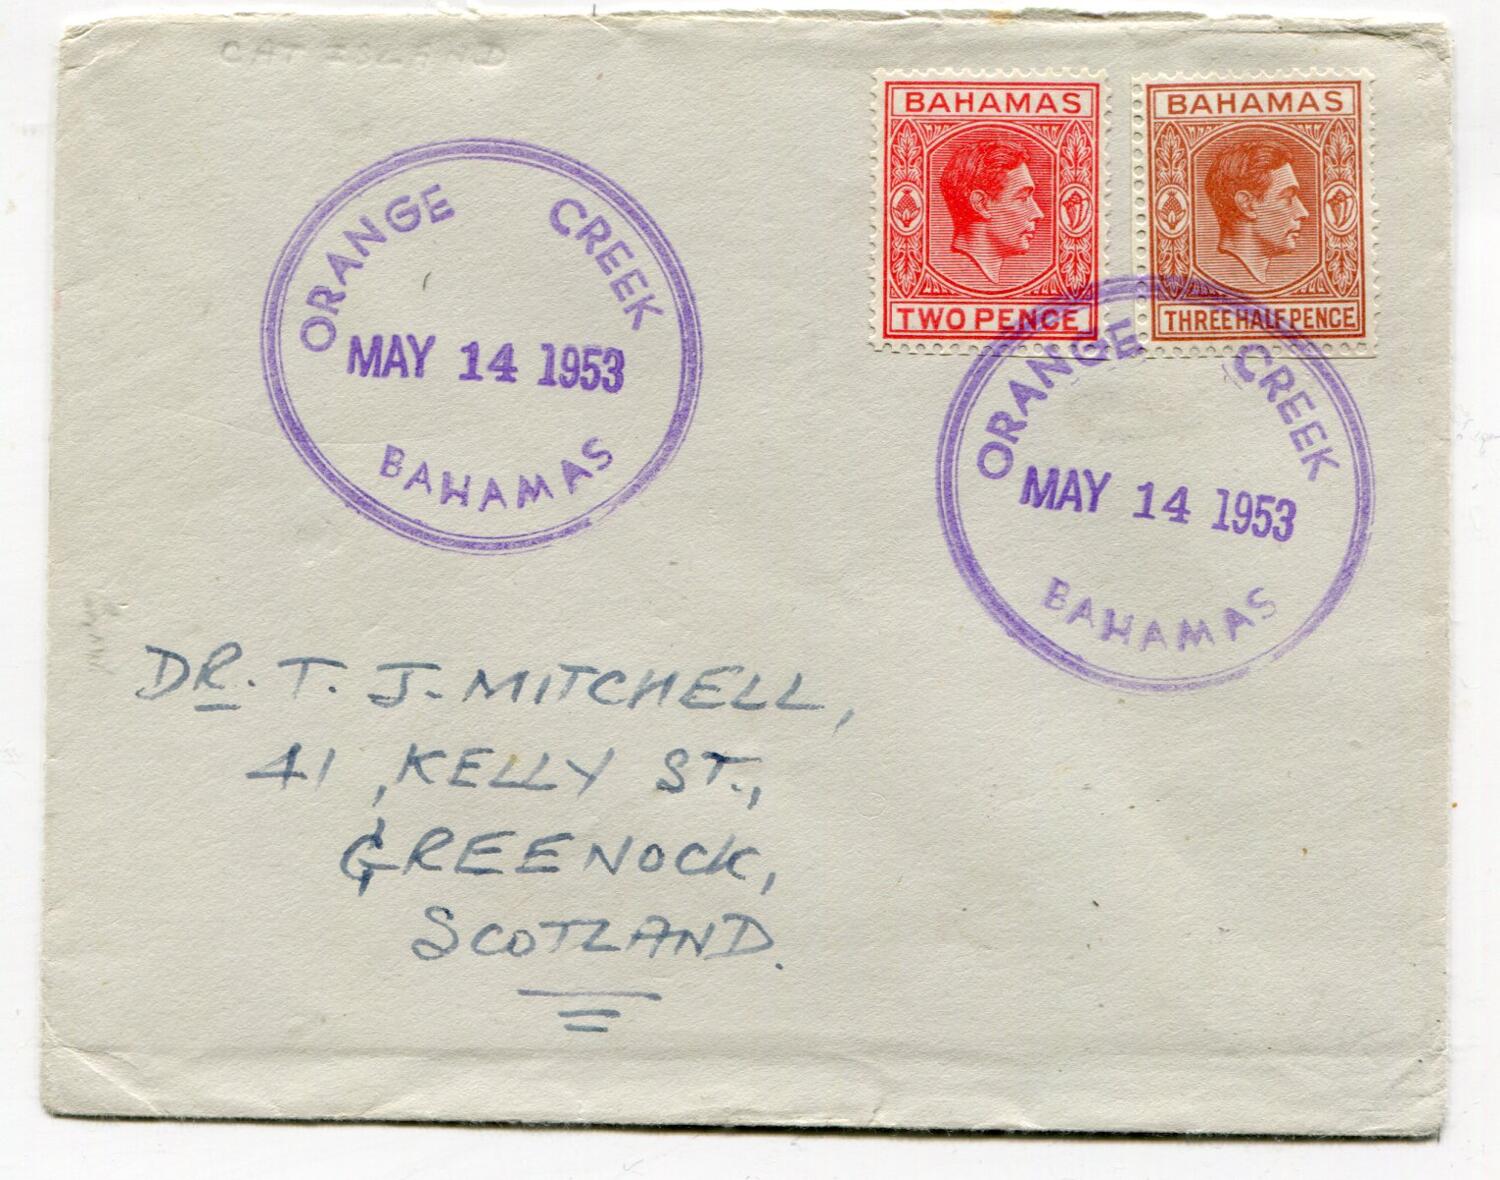 CAT ISLAND
BAHAMAS
TWO PENCE
BAHAMAS
THREE HALF PENCE
ORANGE CREEK
MAY 14 1953
BAHAMAS
ORANGE CREEK
MAY 14 1953
BAHAMAS
DR. T. J. MITCHELL,
41, KELLY ST.,
GREENOCK,
SCOTLAND.